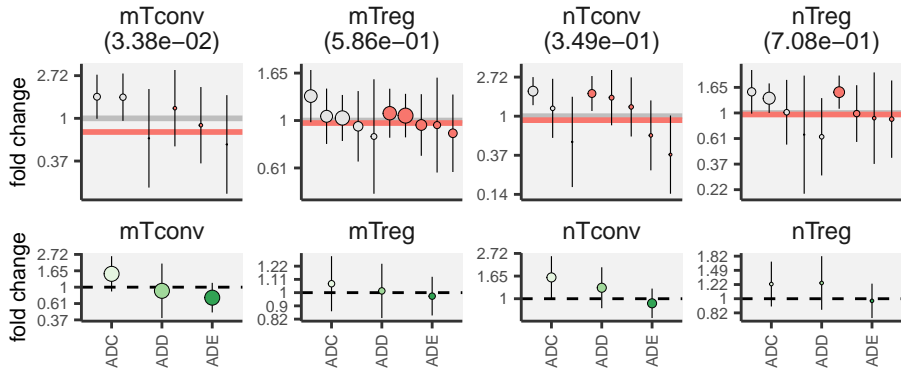 mTconv
(3.38e−02)
mTreg
(5.86e−01)
nTconv
(3.49e−01)
nTreg
(7.08e−01)
fold change
2.72
1
0.37
1.65
1
0.61
2.72
1
0.37
0.14
1.65
1
0.61
0.37
0.22
mTconv
mTreg
nTconv
nTreg
fold change
2.72
1.65
1
0.61
0.37
1.22
1.11
1
0.9
0.82
2.72
1.65
1
1.82
1.49
1.22
1
0.82
ADC
ADD
ADE
ADC
ADD
ADE
ADC
ADD
ADE
ADC
ADD
ADE